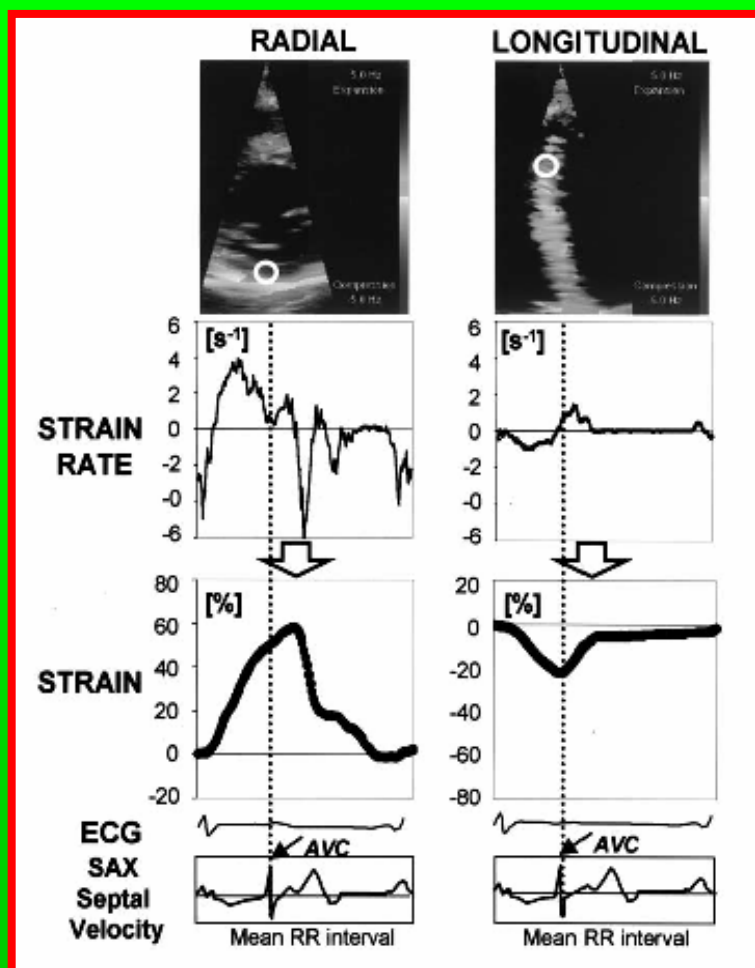 RADIAL
LONGITUDINAL
5.0 Hz
Expansion
5.0 Hz
Expansion
Compression
-5.0 Hz
Compression
-5.0 Hz
STRAIN
RATE
[s-1]
6
4
2
0
-2
-0
-6
[s-1]
6
4
2
0
-2
-0
-6
STRAIN
[%]
80
60
40
20
0
-20
[%]
20
0
-20
-40
-60
-80
ECG
SAX
Septal
Velocity
AVC
AVC
Mean RR interval
Mean RR interval